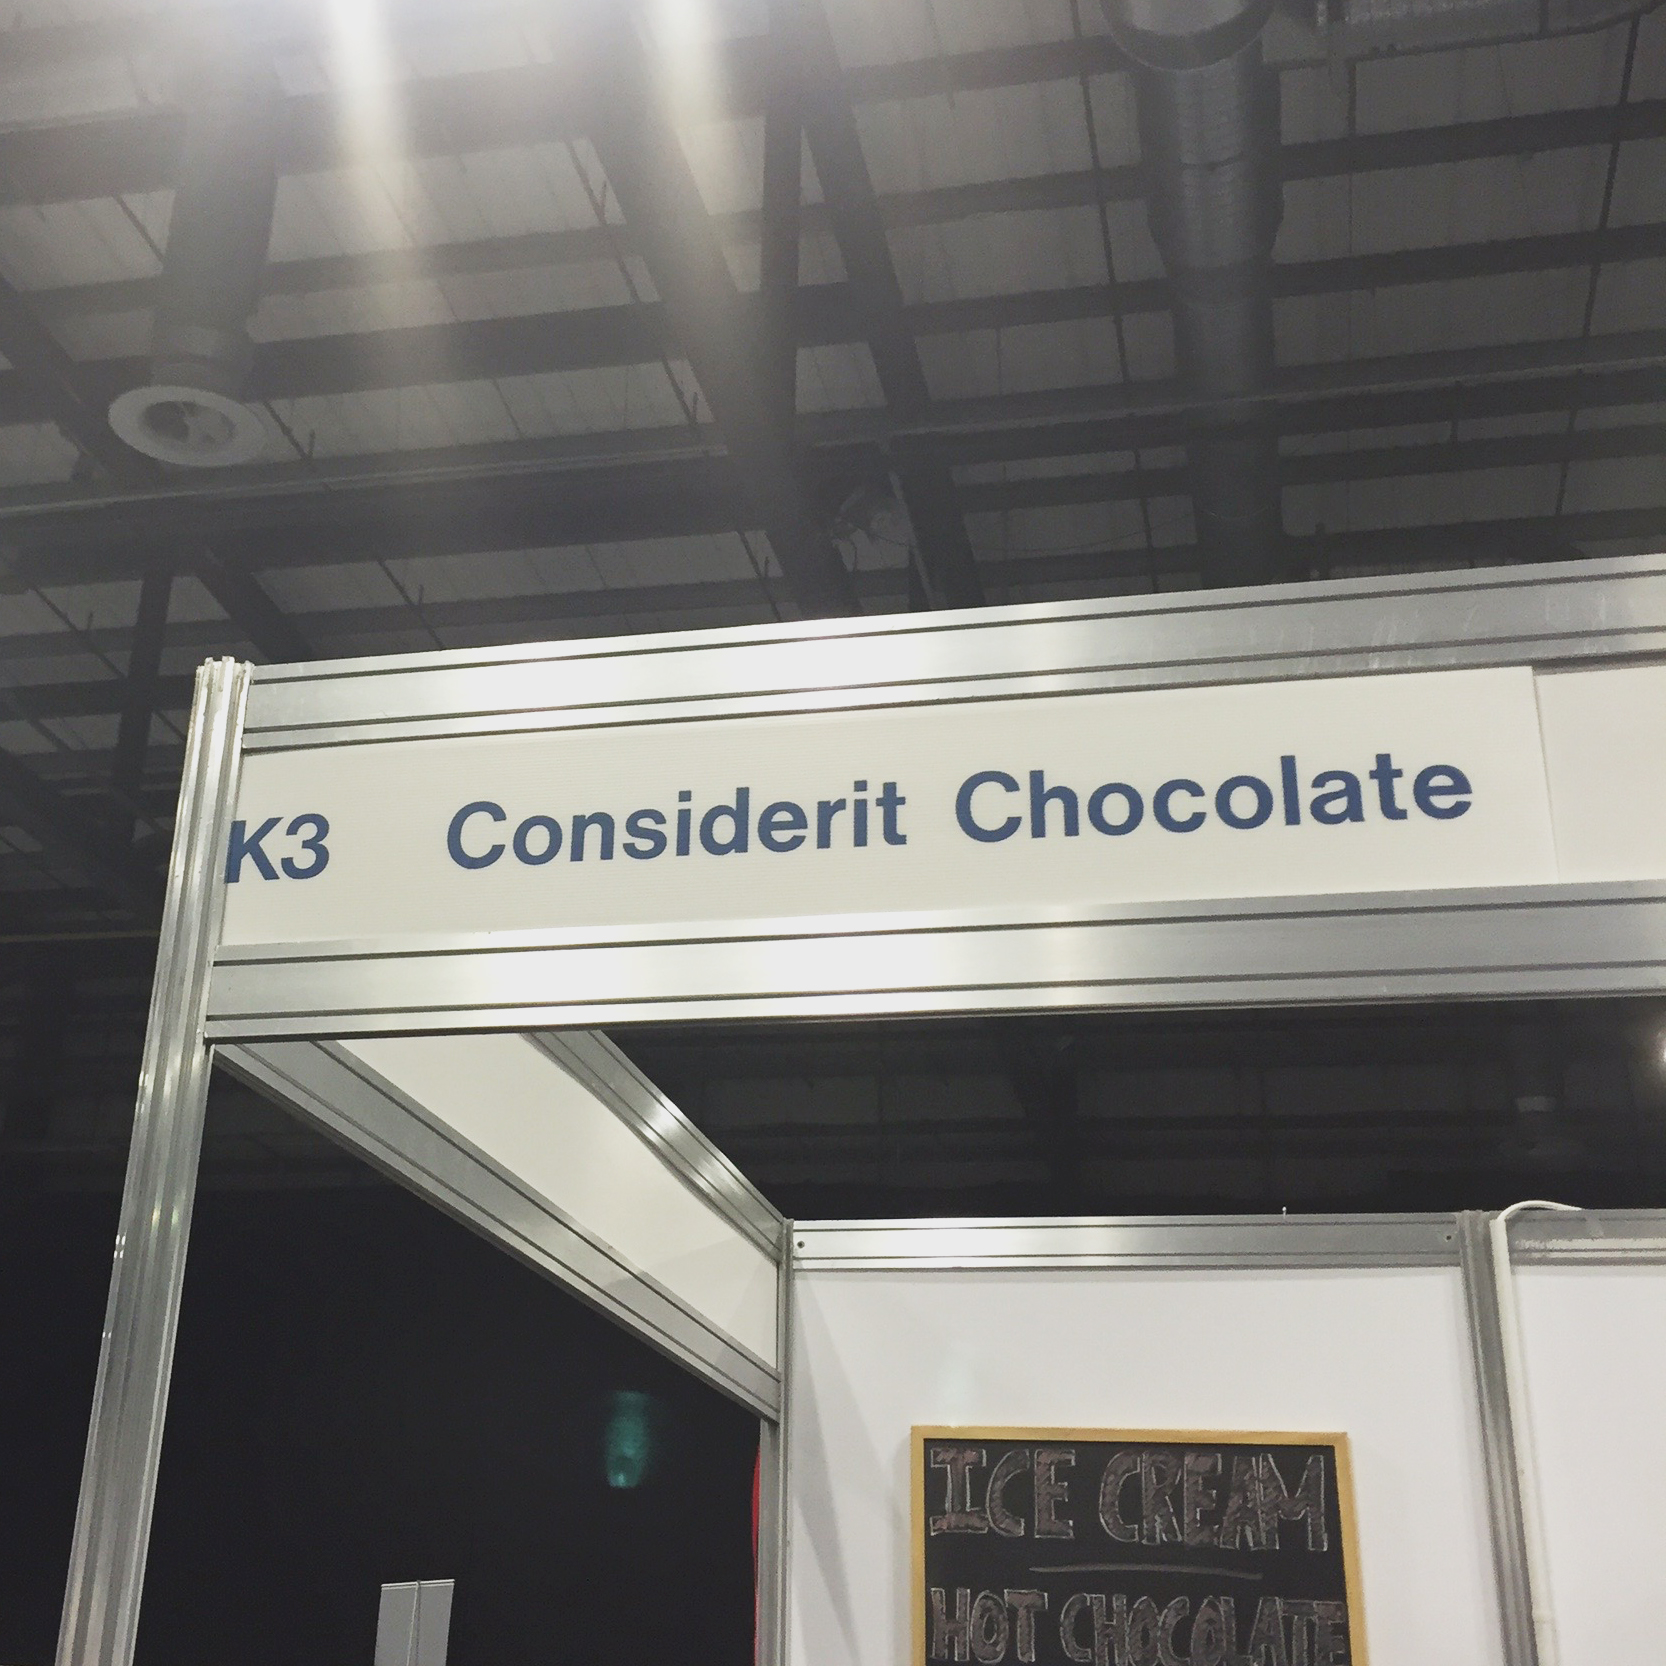 K3 Considerit Chocolate
ICE CREAM
HOT CHOCOLATE